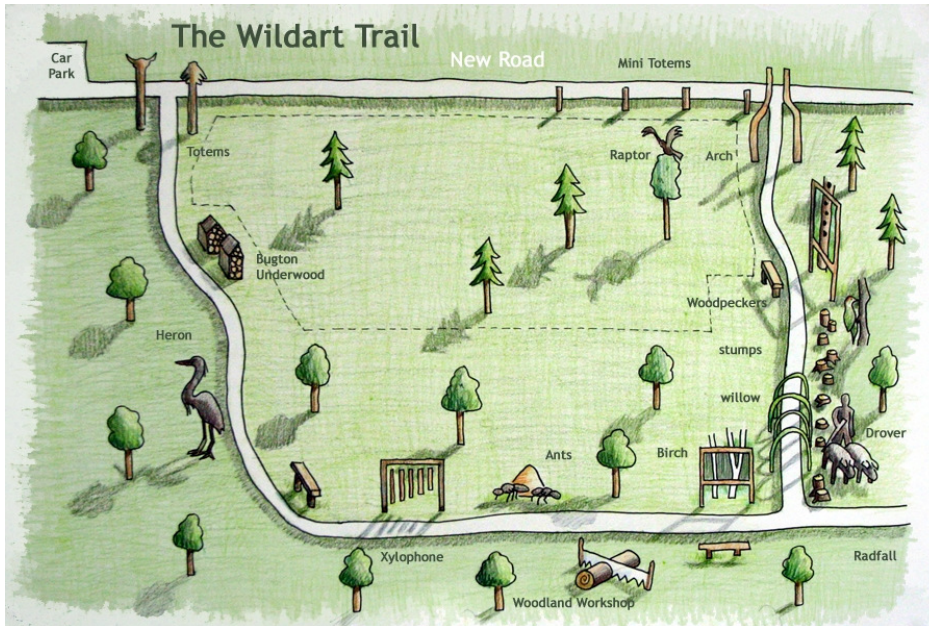 The Wildart Trail
Car
Park
New Road
Mini Totems
Totems
Raptor
Arch
Bugton
Underwood
Woodpeckers
Heron
stumps
willow
Drover
Ants
Birch
Xylophone
Radfall
Woodland Workshop